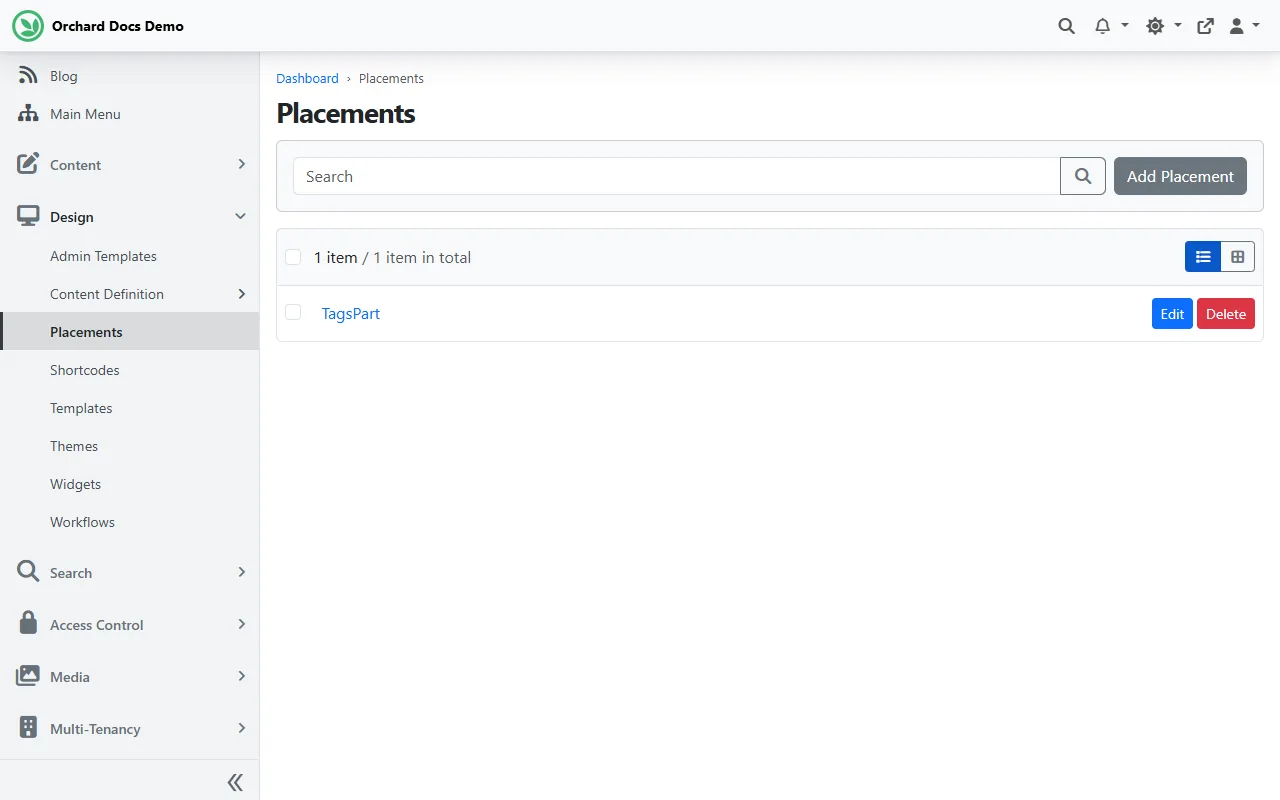 Orchard Docs Demo
Blog
Main Menu
Content
Design
Admin Templates
Content Definition
Placements
Shortcodes
Templates
Themes
Widgets
Workflows
Search
Access Control
Media
Multi-Tenancy
Dashboard › Placements
Placements
Search
Add Placement
1 item / 1 item in total
TagsPart
Edit
Delete